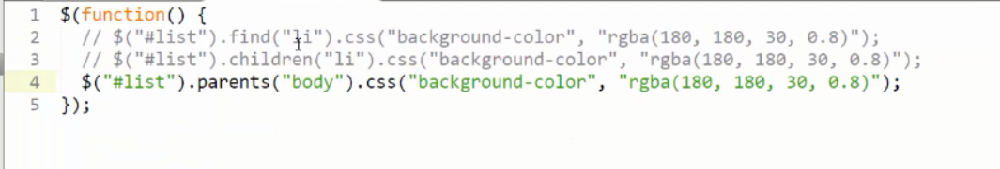 1 $(function() {
2 // $("#list").find("li").css("background-color", "rgba(180, 180, 30, 0.8)");
3 // $("#list").children("li").css("background-color", "rgba(180, 180, 30, 0.8)");
4 $("#list").parents("body").css("background-color", "rgba(180, 180, 30, 0.8)");
5 });